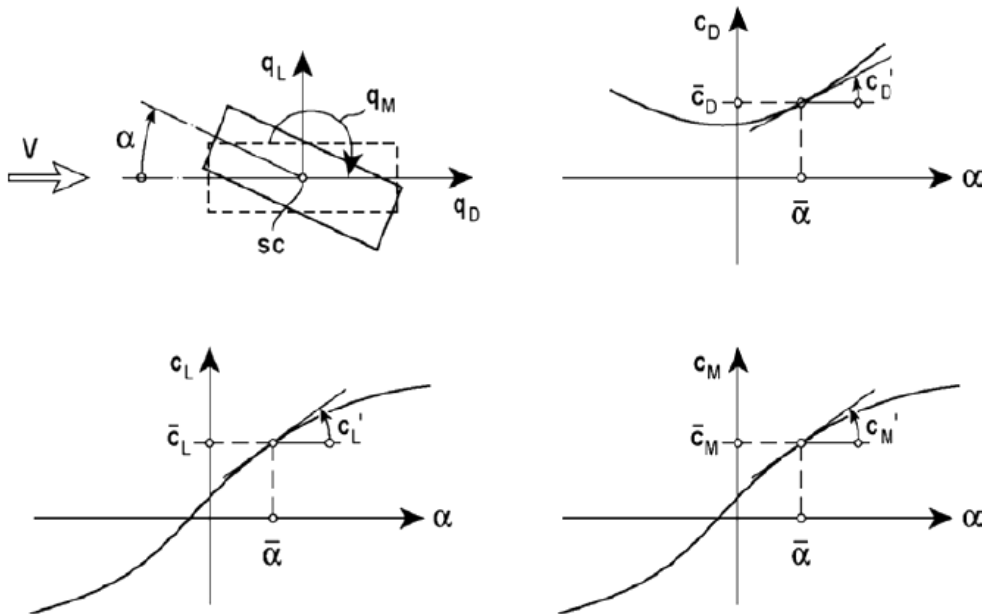 q_L
q_M
α
V
q_D
sc
c_D
c̄_D
c_D'
α
ᾱ
c_L
c̄_L
c_L'
α
ᾱ
c_M
c̄_M
c_M'
α
ᾱ